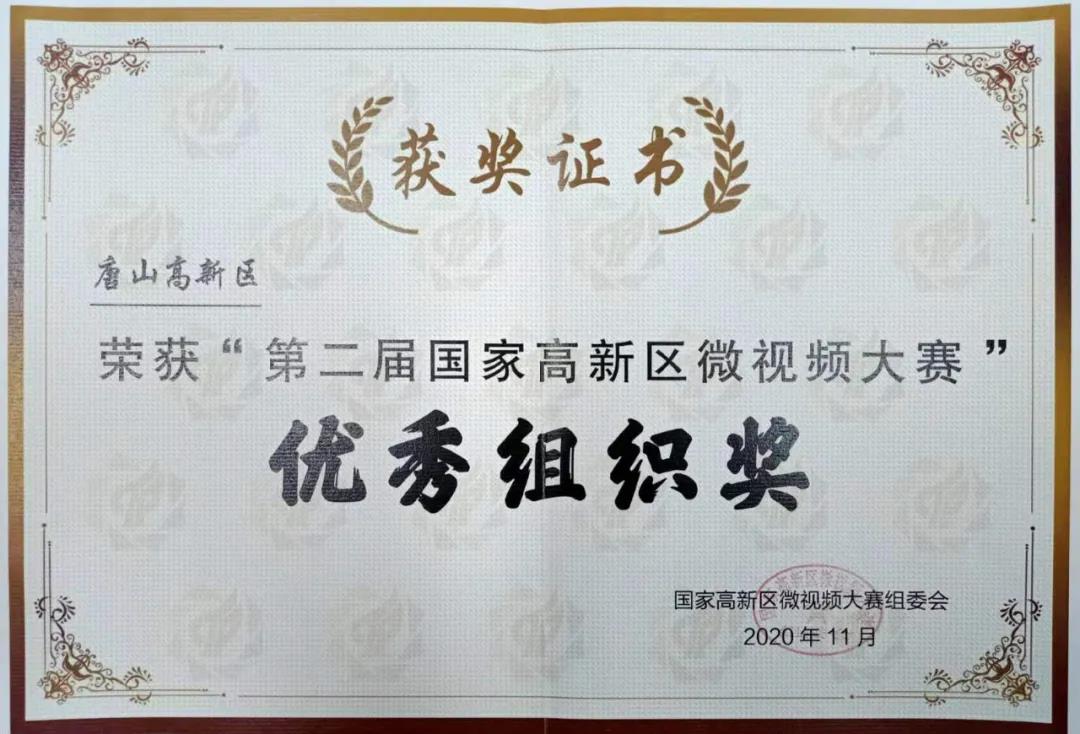 获奖证书
唐山高新区
荣获“第二届国家高新区微视频大赛”
优秀组织奖
国家高新区微视频大赛组委会
2020年11月